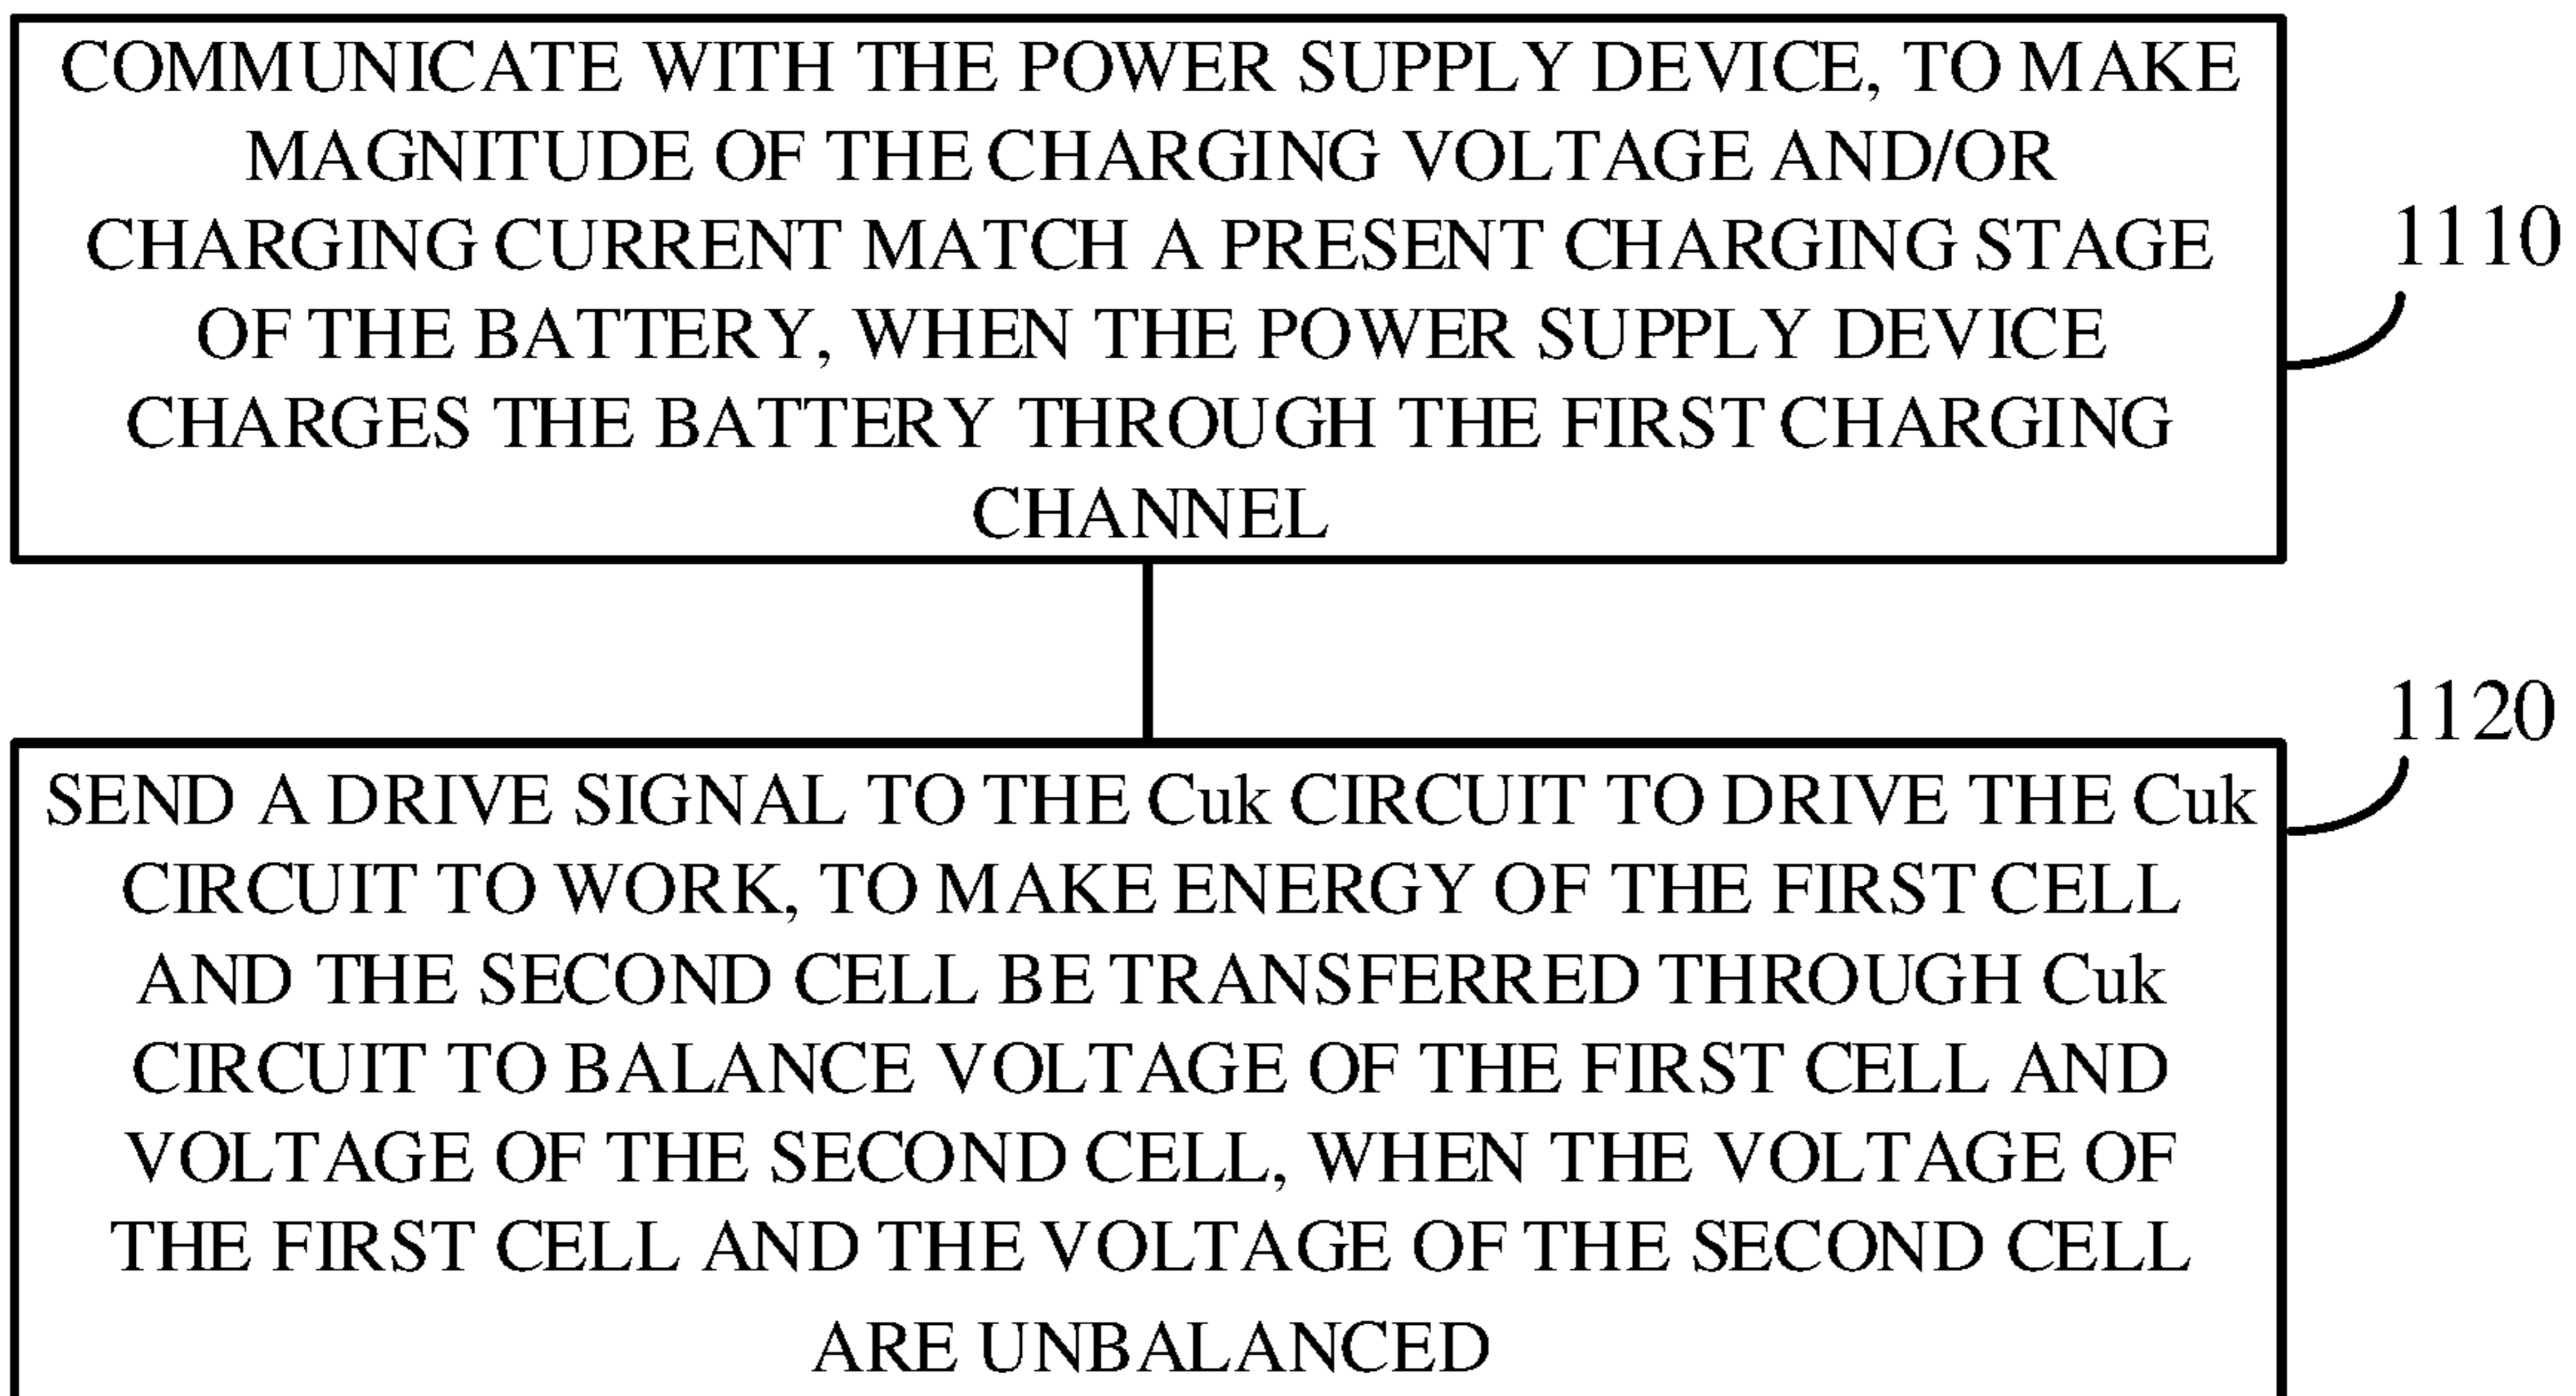 COMMUNICATE WITH THE POWER SUPPLY DEVICE, TO MAKE
MAGNITUDE OF THE CHARGING VOLTAGE AND/OR
CHARGING CURRENT MATCH A PRESENT CHARGING STAGE
OF THE BATTERY, WHEN THE POWER SUPPLY DEVICE
CHARGES THE BATTERY THROUGH THE FIRST CHARGING
CHANNEL
1110
1120
SEND A DRIVE SIGNAL TO THE Cuk CIRCUIT TO DRIVE THE Cuk
CIRCUIT TO WORK, TO MAKE ENERGY OF THE FIRST CELL
AND THE SECOND CELL BE TRANSFERRED THROUGH Cuk
CIRCUIT TO BALANCE VOLTAGE OF THE FIRST CELL AND
VOLTAGE OF THE SECOND CELL, WHEN THE VOLTAGE OF
THE FIRST CELL AND THE VOLTAGE OF THE SECOND CELL
ARE UNBALANCED